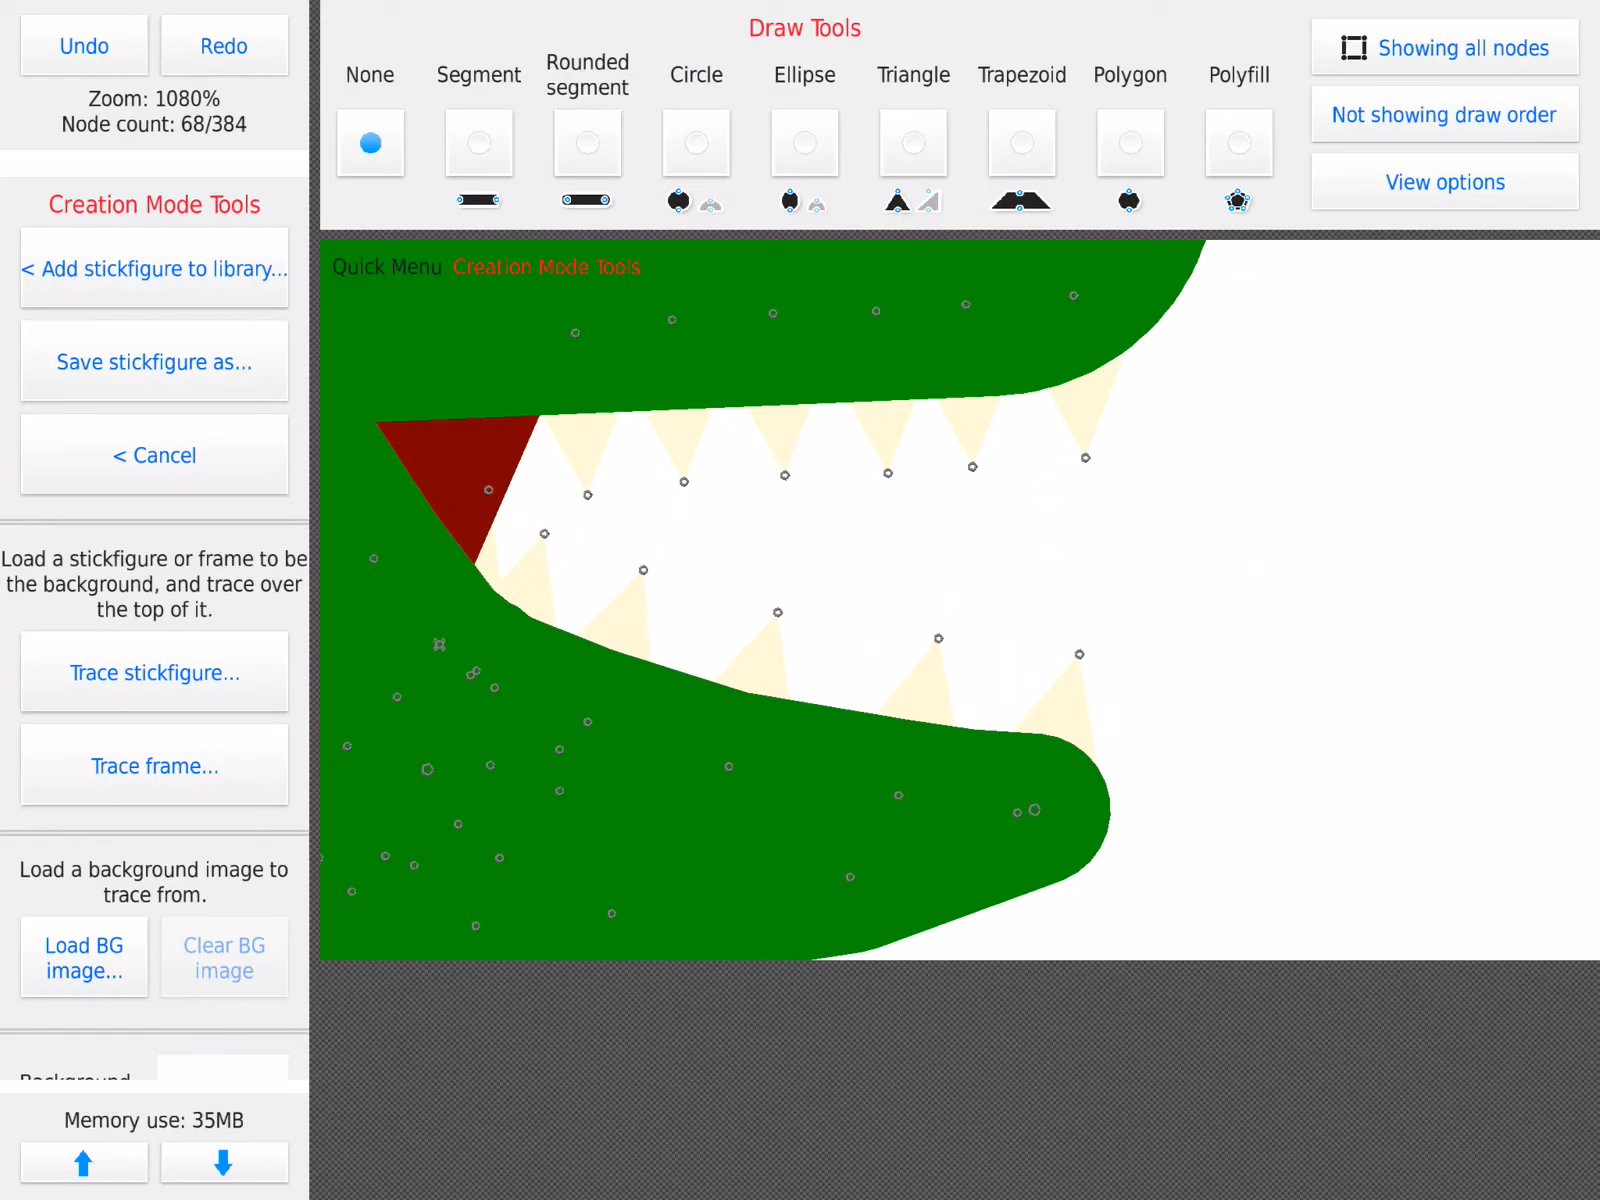 Undo
Redo
Zoom: 1080%
Node count: 68/384
Creation Mode Tools
< Add stickfigure to library...
Save stickfigure as...
< Cancel
Load a stickfigure or frame to be
the background, and trace over
the top of it.
Trace stickfigure...
Trace frame...
Load a background image to
trace from.
Load BG
image...
Clear BG
image
Background
Memory use: 35MB
Draw Tools
None
Segment
Rounded
segment
Circle
Ellipse
Triangle
Trapezoid
Polygon
Polyfill
Showing all nodes
Not showing draw order
View options
Quick Menu
Creation Mode Tools